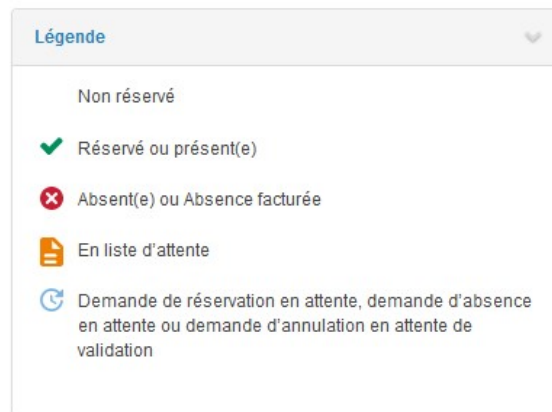 Légende
Non réservé
Réservé ou présent(e)
Absent(e) ou Absence facturée
En liste d'attente
Demande de réservation en attente, demande d'absence
en attente ou demande d'annulation en attente de
validation